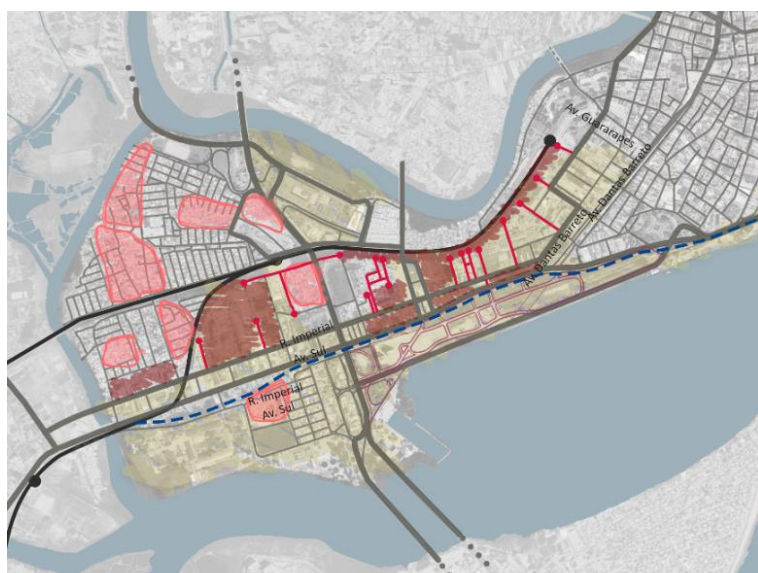 Av. Guararapes
Av. Dantas Barreto
Av. Dantas Barreto
R. Imperial
Av. Sul
R. Imperial
Av. Sul